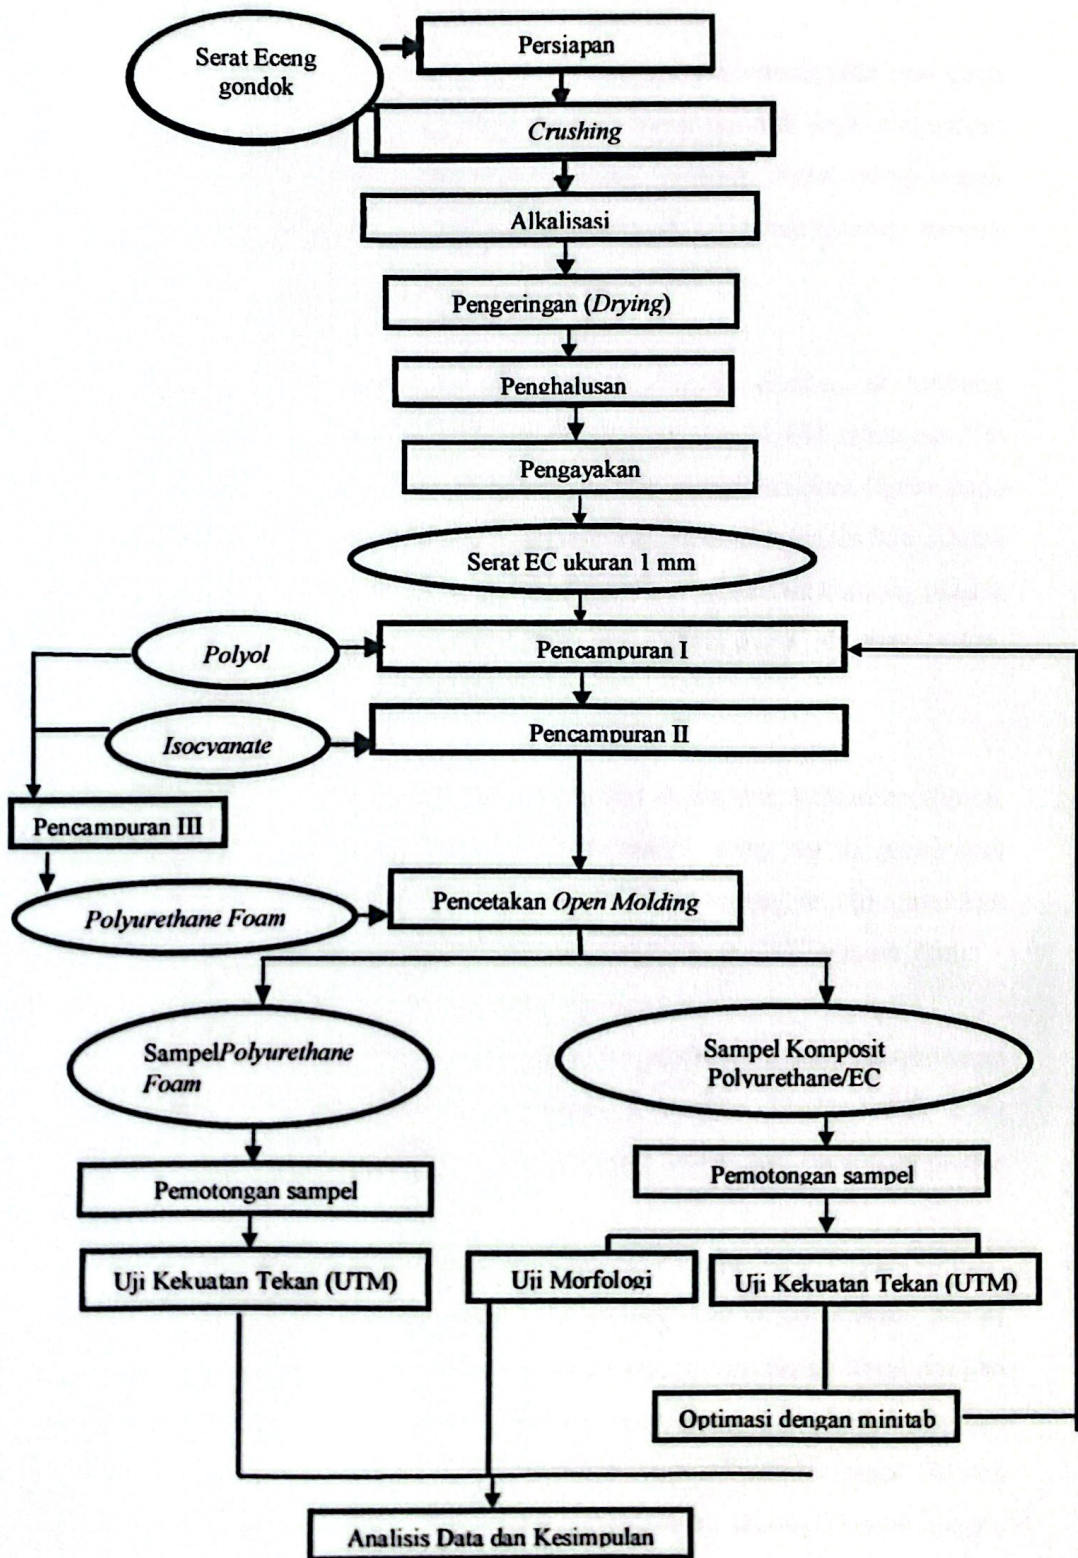 Serat Eceng
gondok
Persiapan
Crushing
Alkalisasi
Pengeringan (Drying)
Penghalusan
Pengayakan
Serat EC ukuran 1 mm
Polyol
Pencampuran I
Isocyanate
Pencampuran II
Pencampuran III
Polyurethane Foam
Pencetakan Open Molding
SampelPolyurethane
Foam
Sampel Komposit
Polyurethane/EC
Pemotongan sampel
Pemotongan sampel
Uji Kekuatan Tekan (UTM)
Uji Morfologi
Uji Kekuatan Tekan (UTM)
Optimasi dengan minitab
Analisis Data dan Kesimpulan